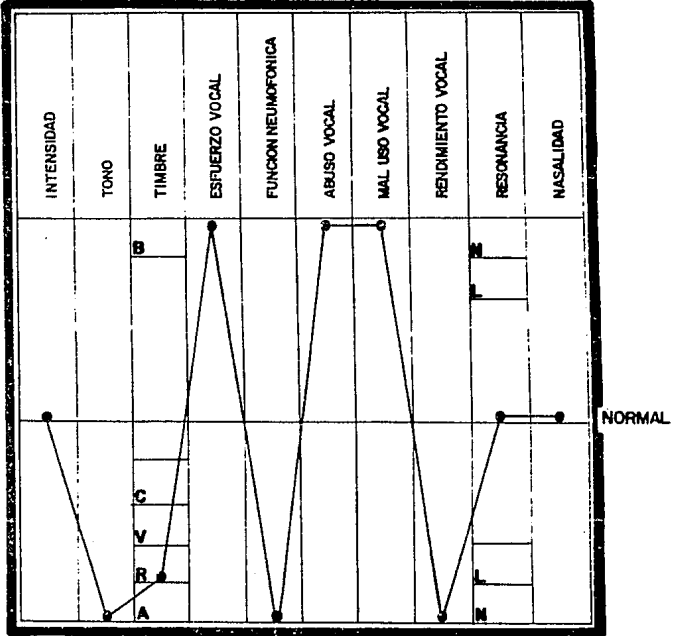 INTENSIDAD
TONO
TIMBRE
ESFUERZO VOCAL
FUNCION NEUMOFONICA
ABUSO VOCAL
MAL USO VOCAL
RENDIMIENTO VOCAL
RESONANCIA
NASALIDAD
B
N
L
NORMAL
C
V
R
L
A
N